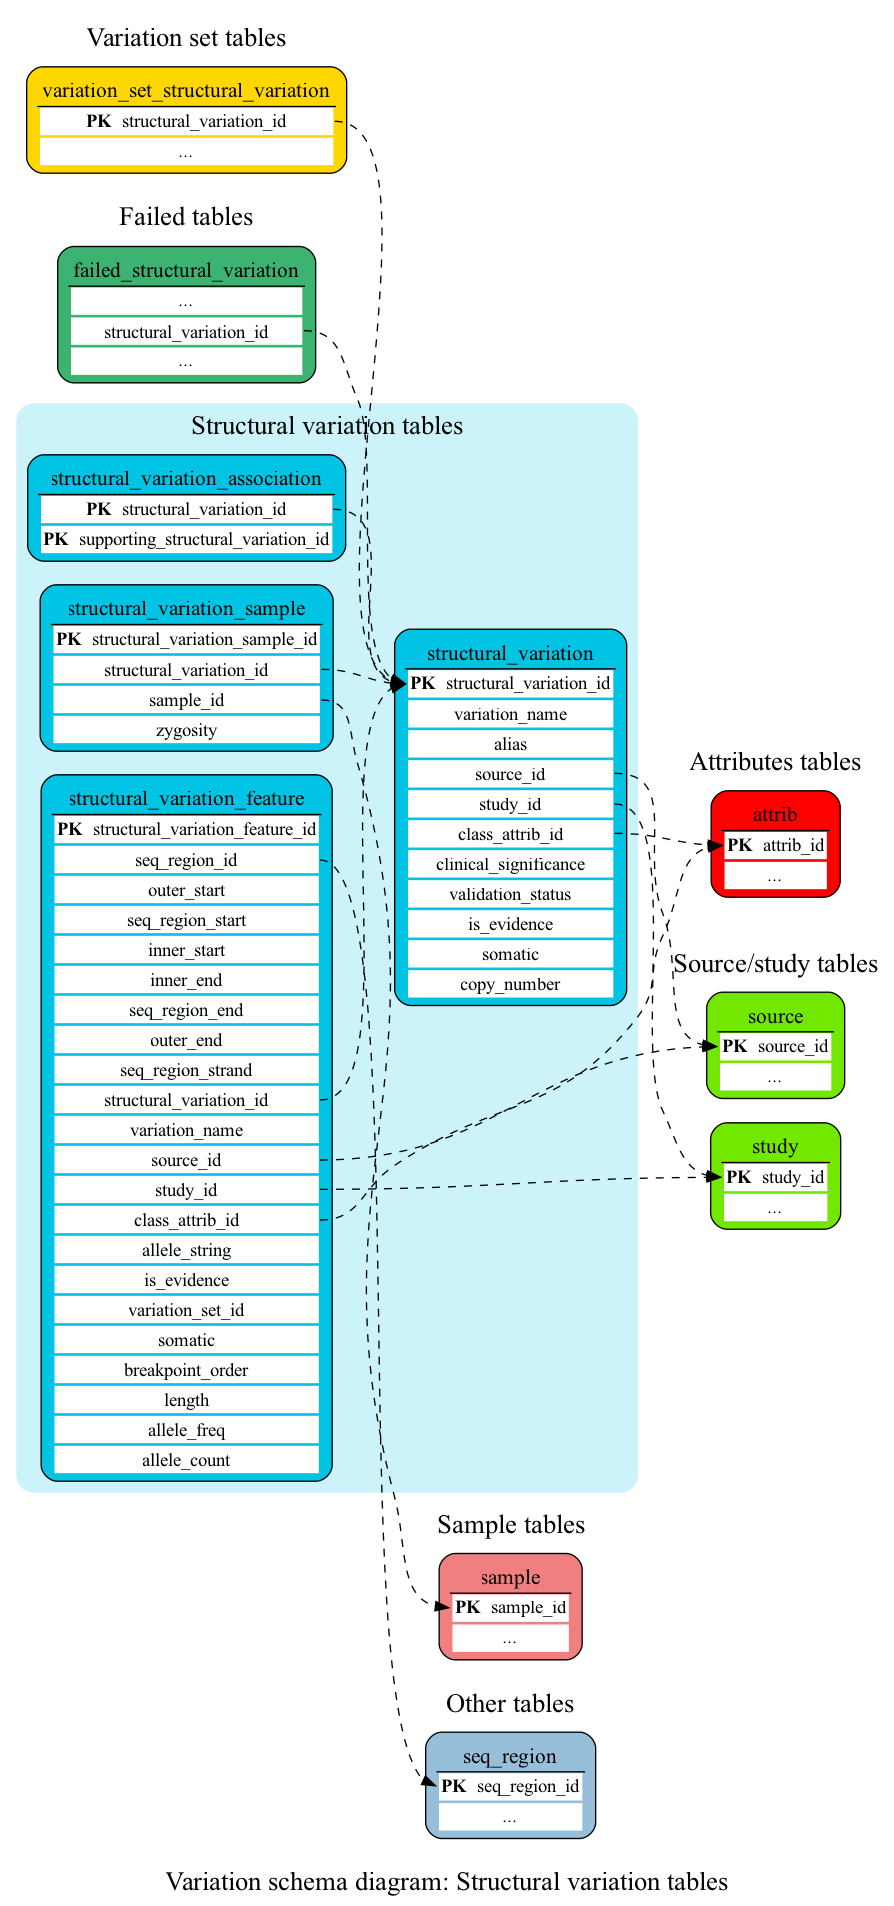 Variation set tables
variation_set_structural_variation
PK structural_variation_id
...
Failed tables
failed_structural_variation
...
structural_variation_id
...
Structural variation tables
structural_variation_association
PK structural_variation_id
PK supporting_structural_variation_id
structural_variation_sample
PK structural_variation_sample_id
structural_variation_id
sample_id
zygosity
structural_variation_feature
PK structural_variation_feature_id
seq_region_id
outer_start
seq_region_start
inner_start
inner_end
seq_region_end
outer_end
seq_region_strand
structural_variation_id
variation_name
source_id
study_id
class_attrib_id
allele_string
is_evidence
variation_set_id
somatic
breakpoint_order
length
allele_freq
allele_count
structural_variation
PK structural_variation_id
variation_name
alias
source_id
study_id
class_attrib_id
clinical_significance
validation_status
is_evidence
somatic
copy_number
Attributes tables
attrib
PK attrib_id
...
Source/study tables
source
PK source_id
...
study
PK study_id
...
Sample tables
sample
PK sample_id
...
Other tables
seq_region
PK seq_region_id
...
Variation schema diagram: Structural variation tables